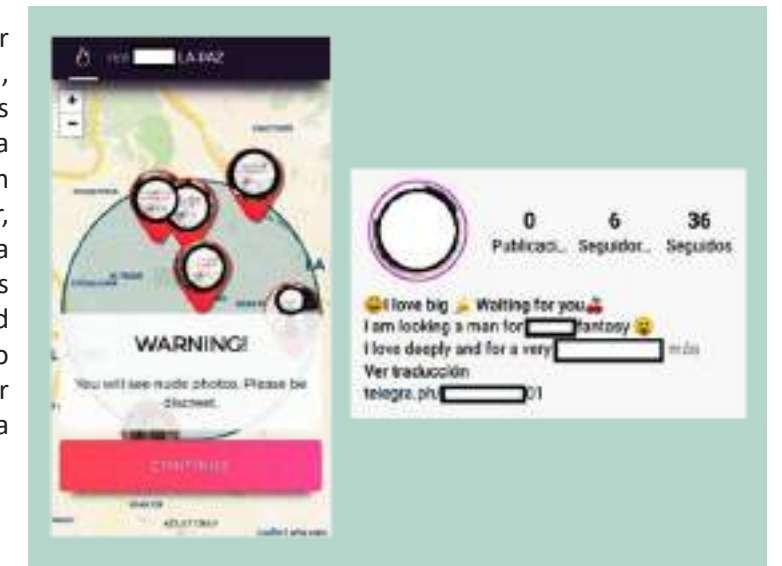 r
,
s
a
n
r,
a
s
d
o
r
a
LA PAZ
+
-
WARNING!
You will see nude photos. Please be
discreet.
CONTINUE
0 6 36
Publicaci... Seguidor... Seguidos
😄I love big 🍌 Waiting for you🍒
I am looking a man for fantasy 😜
I love deeply and for a very más
Ver traducción
telegra.ph/ 01